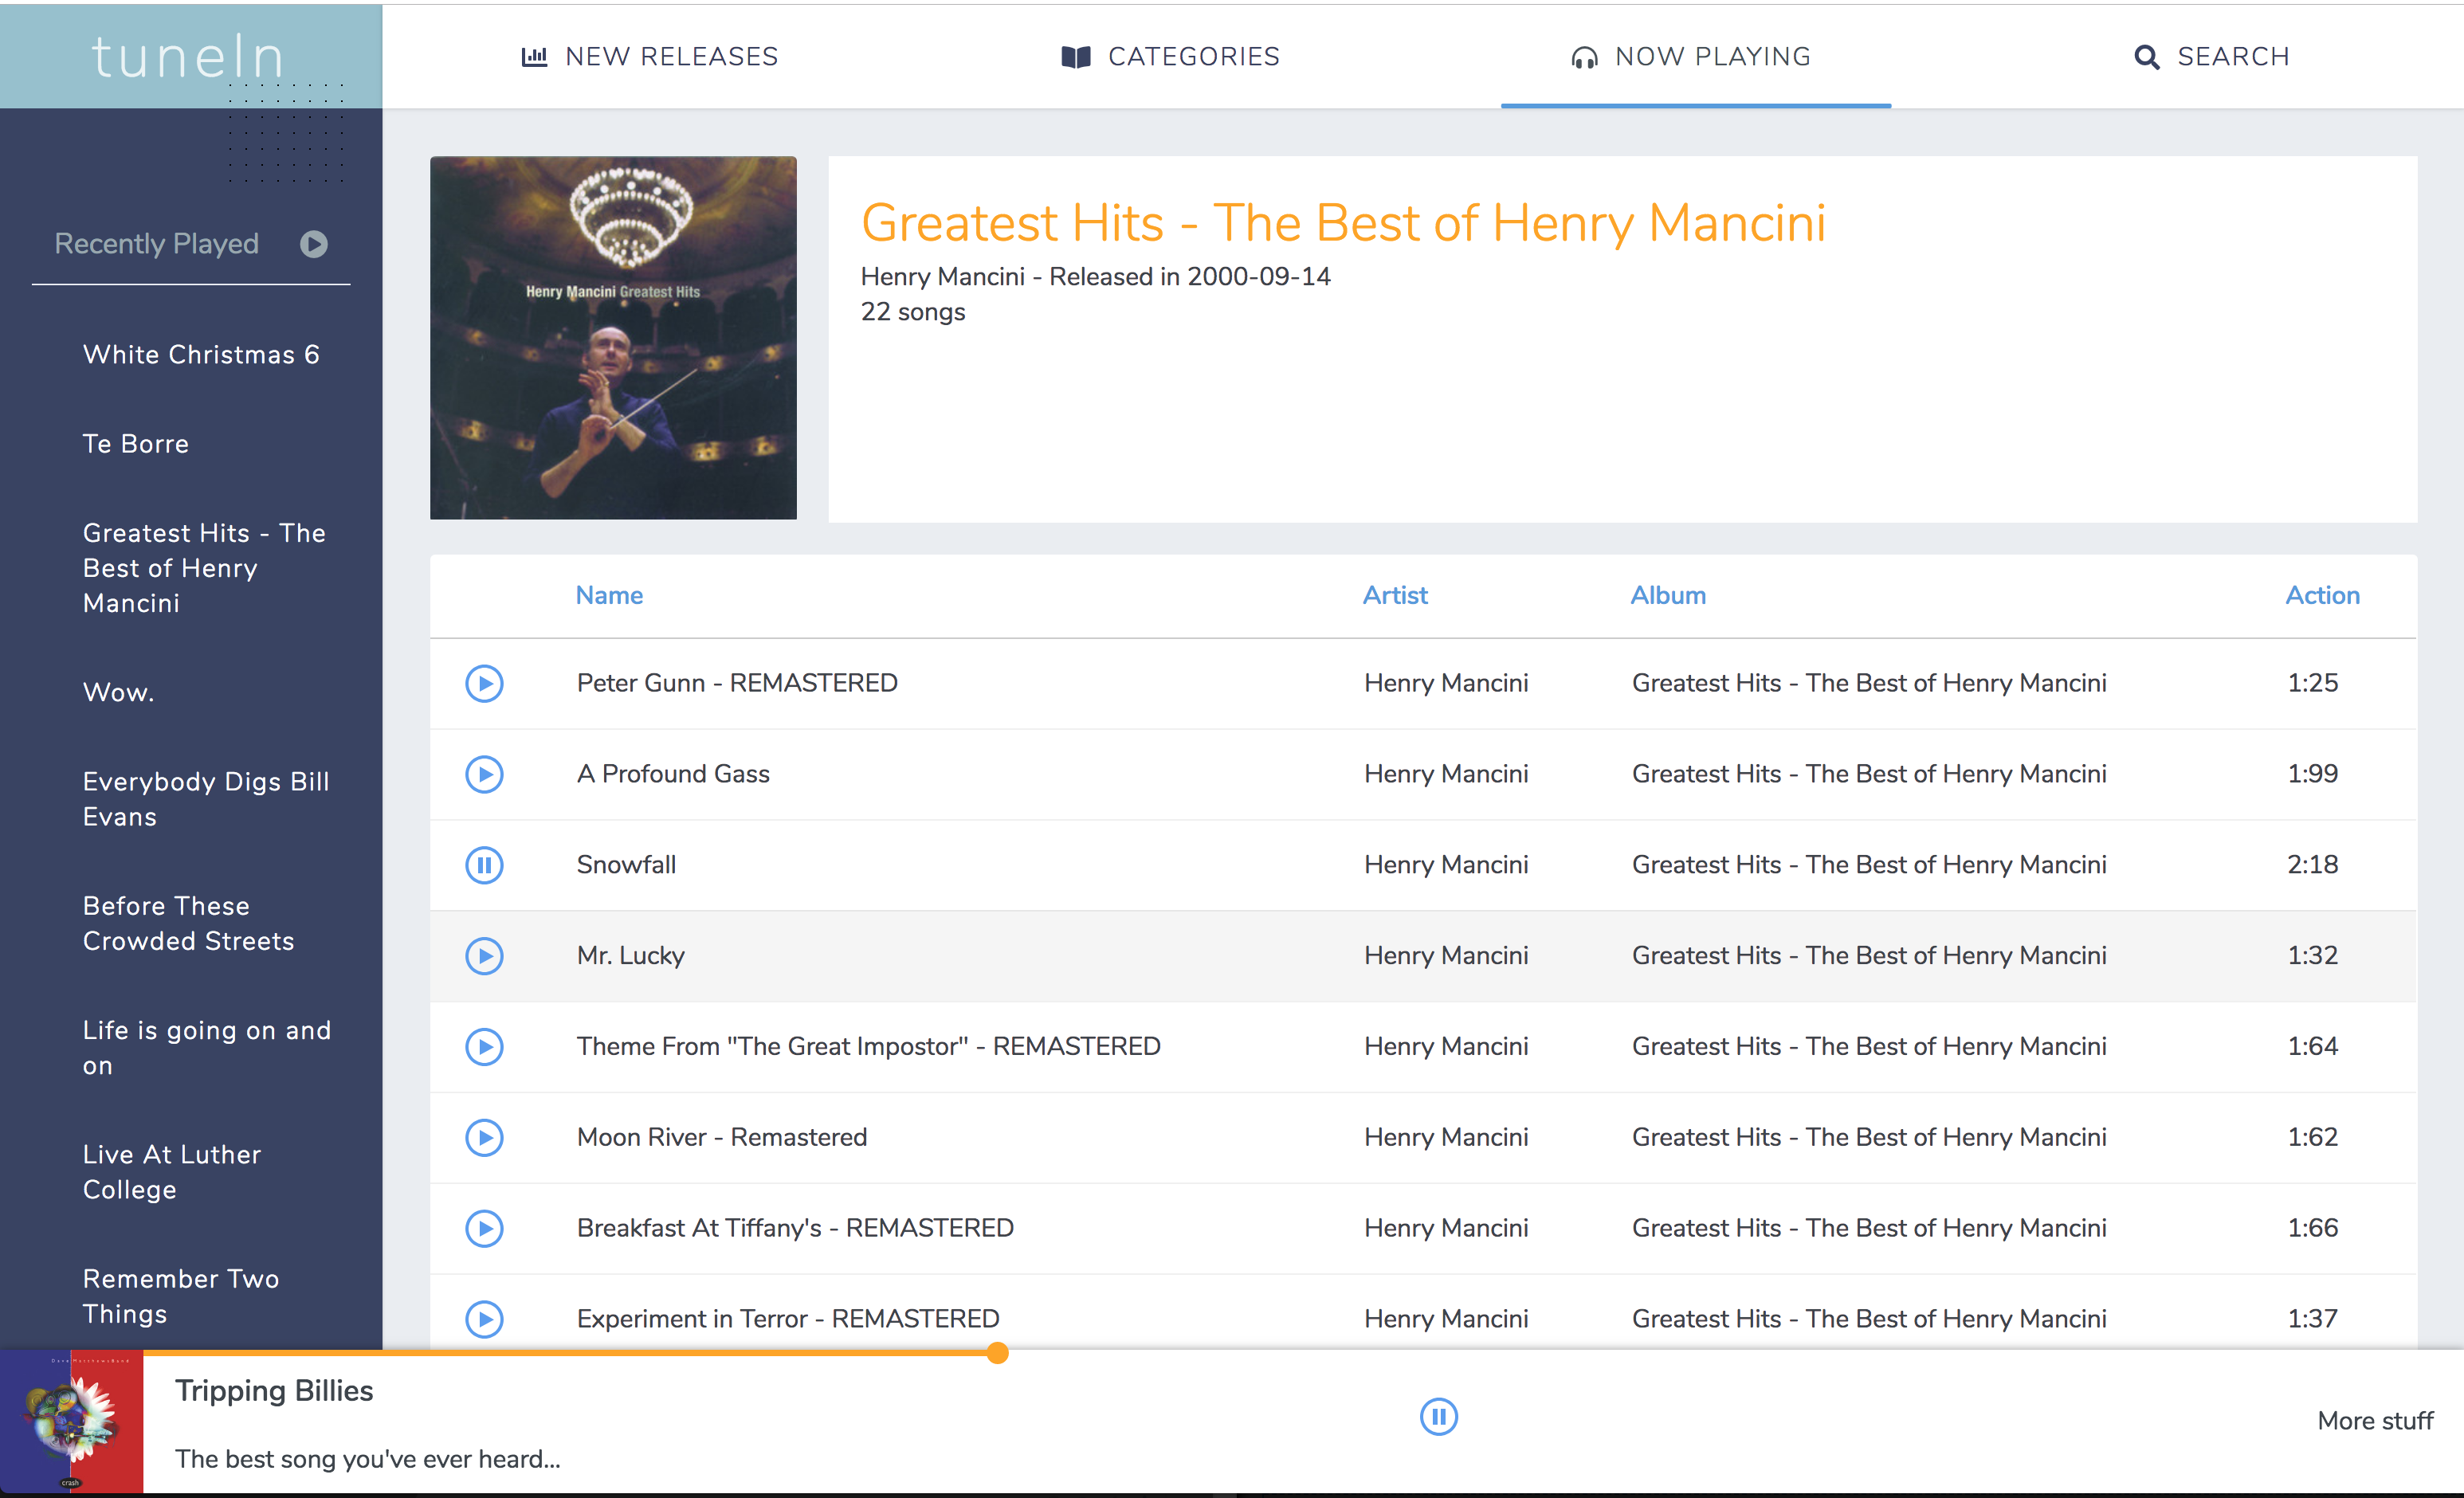 tuneIn
NEW RELEASES
CATEGORIES
NOW PLAYING
SEARCH
Recently Played
White Christmas 6
Te Borre
Greatest Hits - The
Best of Henry
Mancini
Wow.
Everybody Digs Bill
Evans
Before These
Crowded Streets
Life is going on and
on
Live At Luther
College
Remember Two
Things
Henry Mancini Greatest Hits
Greatest Hits - The Best of Henry Mancini
Henry Mancini - Released in 2000-09-14
22 songs
Name Artist Album Action
Peter Gunn - REMASTERED Henry Mancini Greatest Hits - The Best of Henry Mancini 1:25
A Profound Gass Henry Mancini Greatest Hits - The Best of Henry Mancini 1:99
Snowfall Henry Mancini Greatest Hits - The Best of Henry Mancini 2:18
Mr. Lucky Henry Mancini Greatest Hits - The Best of Henry Mancini 1:32
Theme From "The Great Impostor" - REMASTERED Henry Mancini Greatest Hits - The Best of Henry Mancini 1:64
Moon River - Remastered Henry Mancini Greatest Hits - The Best of Henry Mancini 1:62
Breakfast At Tiffany's - REMASTERED Henry Mancini Greatest Hits - The Best of Henry Mancini 1:66
Experiment in Terror - REMASTERED Henry Mancini Greatest Hits - The Best of Henry Mancini 1:37
Dave Matthews Band
crash
Tripping Billies
The best song you've ever heard...
More stuff